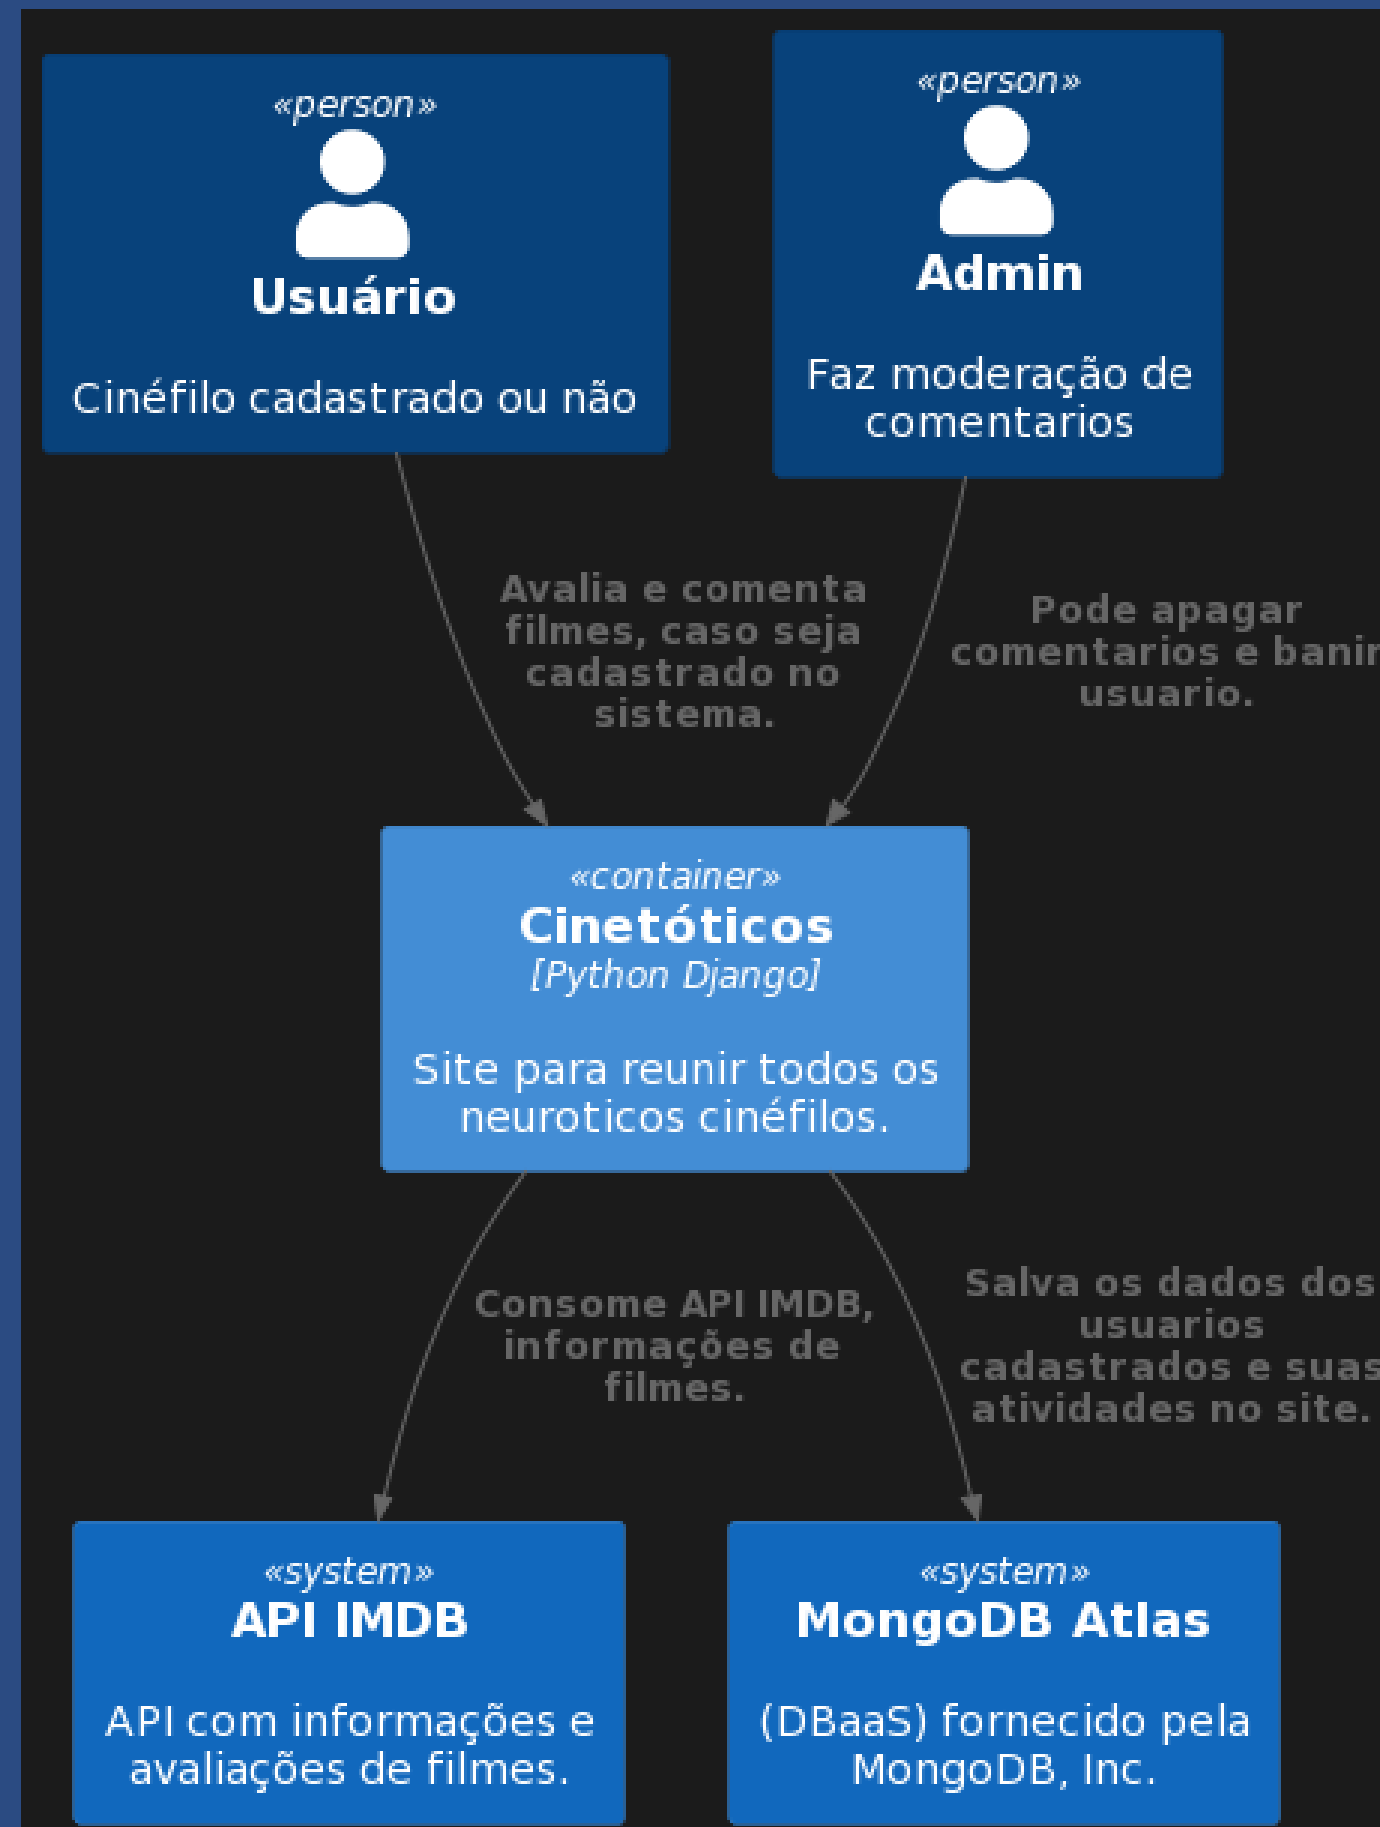 «person»
Usuário
Cinéfilo cadastrado ou não
«person»
Admin
Faz moderação de
comentarios
Avalia e comenta
filmes, caso seja
cadastrado no
sistema.
Pode apagar
comentarios e banir
usuario.
«container»
Cinetóticos
[Python Django]
Site para reunir todos os
neuroticos cinéfilos.
Consome API IMDB,
informações de
filmes.
Salva os dados dos
usuarios
cadastrados e suas
atividades no site.
«system»
API IMDB
API com informações e
avaliações de filmes.
«system»
MongoDB Atlas
(DBaaS) fornecido pela
MongoDB, Inc.